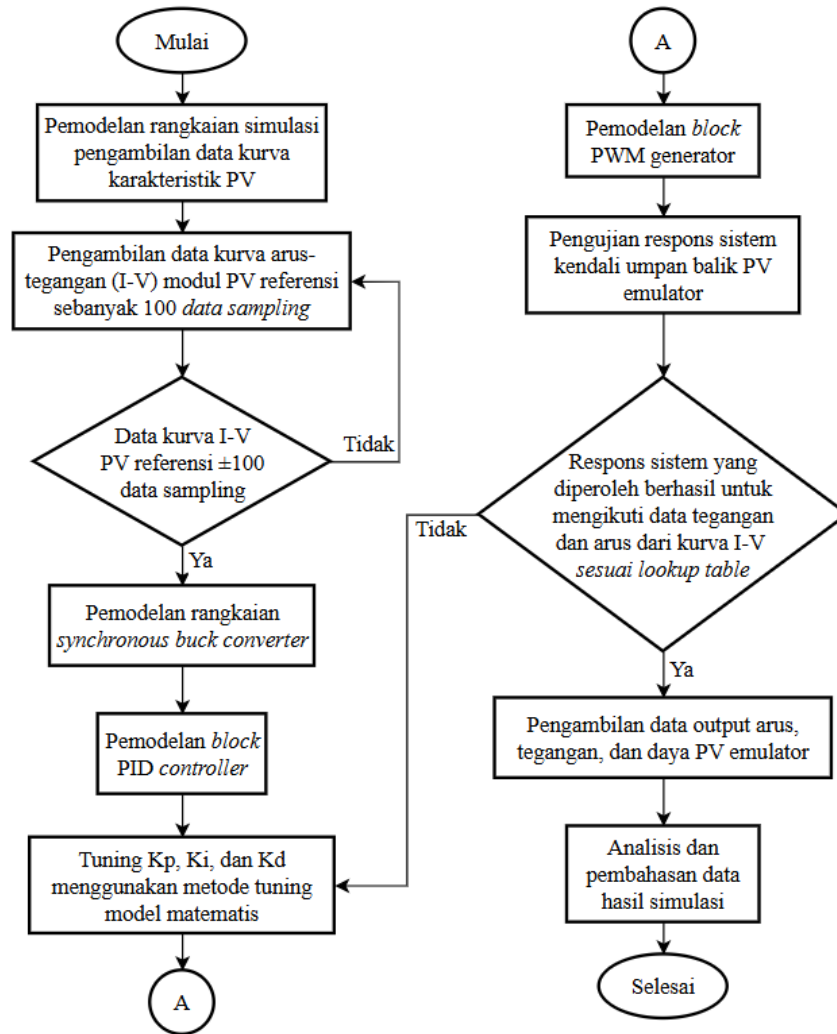 Mulai
Pemodelan rangkaian simulasi
pengambilan data kurva
karakteristik PV
Pengambilan data kurva arus-
tegangan (I-V) modul PV referensi
sebanyak 100 data sampling
Data kurva I-V
PV referensi ±100
data sampling
Tidak
Ya
Pemodelan rangkaian
synchronous buck converter
Pemodelan block
PID controller
Tuning Kp, Ki, dan Kd
menggunakan metode tuning
model matematis
A
A
Pemodelan block
PWM generator
Pengujian respons sistem
kendali umpan balik PV
emulator
Respons sistem yang
diperoleh berhasil untuk
mengikuti data tegangan
dan arus dari kurva I-V
sesuai lookup table
Tidak
Ya
Pengambilan data output arus,
tegangan, dan daya PV emulator
Analisis dan
pembahasan data
hasil simulasi
Selesai